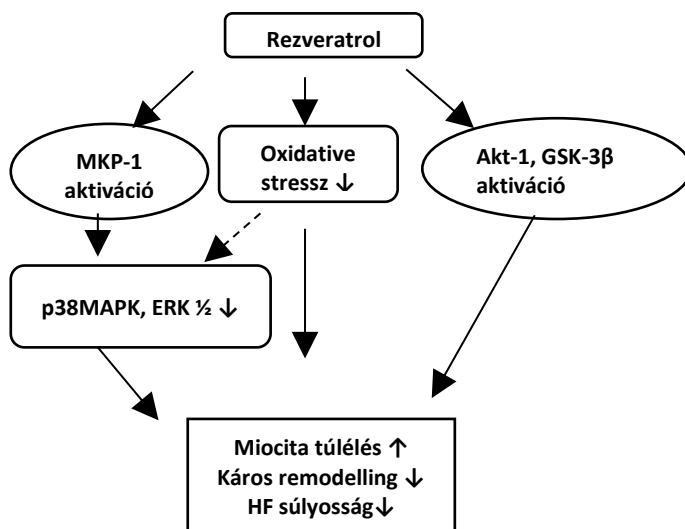 Rezveratrol
MKP-1
aktiváció
Oxidative
stressz ↓
Akt-1, GSK-3β
aktiváció
p38MAPK, ERK ½ ↓
Miocita túlélés ↑
Káros remodelling ↓
HF súlyosság↓